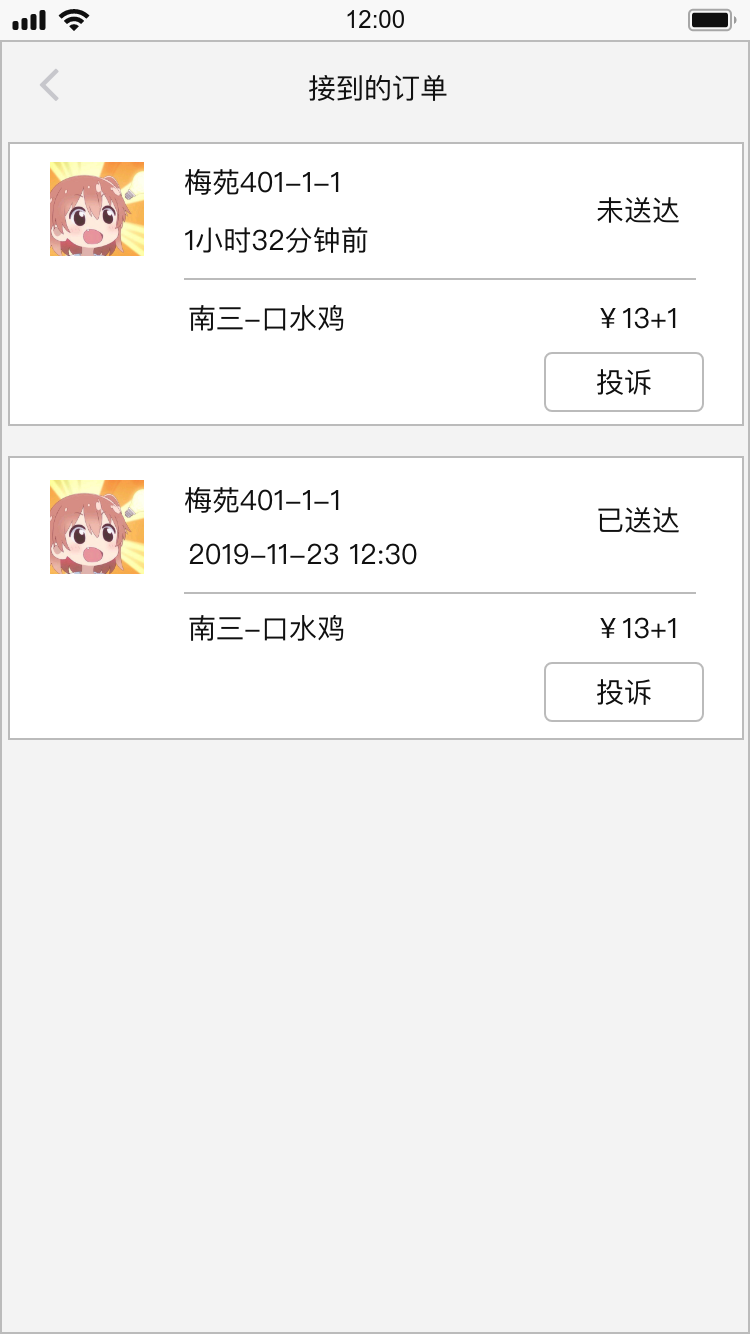 12:00
接到的订单
梅苑401-1-1
未送达
1小时32分钟前
南三-口水鸡
￥13+1
投诉
梅苑401-1-1
已送达
2019-11-23 12:30
南三-口水鸡
￥13+1
投诉